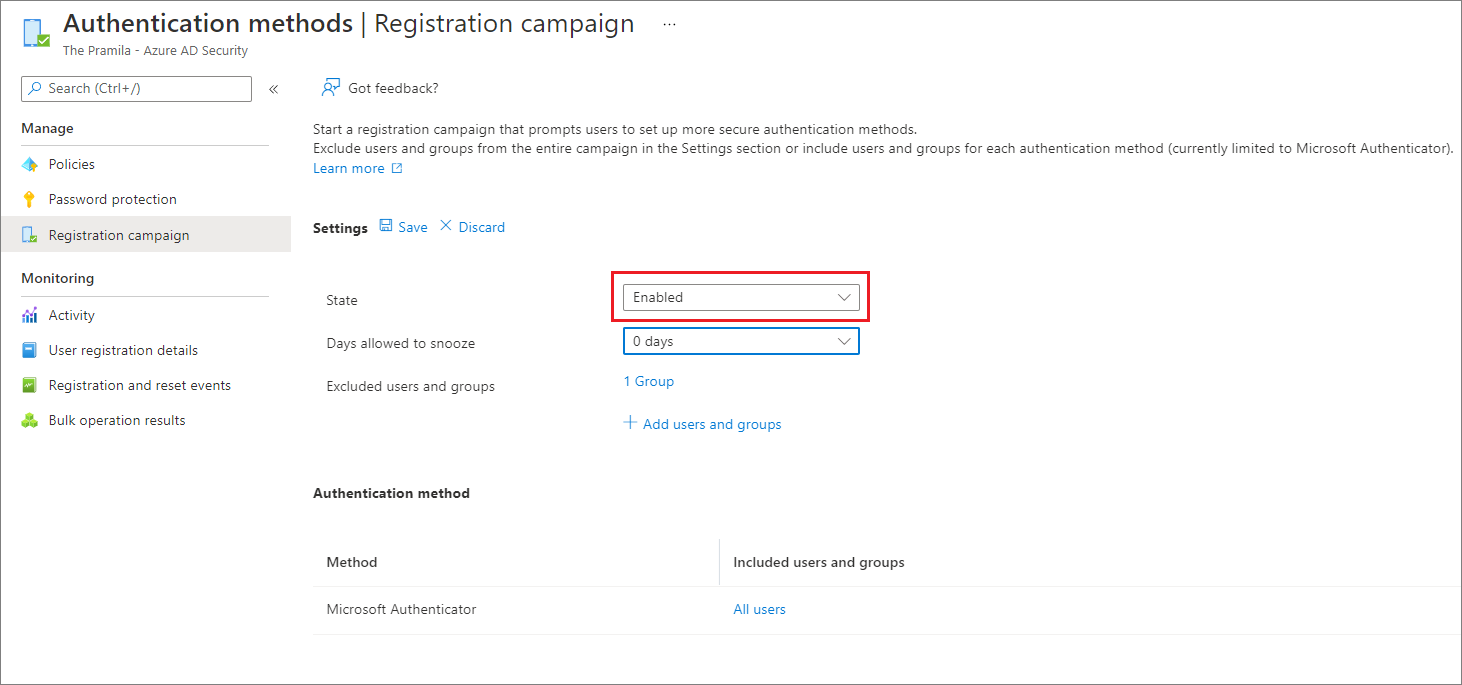 Authentication methods | Registration campaign ...
The Pramila - Azure AD Security
Search (Ctrl+/)
«
Got feedback?
Manage
Policies
Password protection
Registration campaign
Monitoring
Activity
User registration details
Registration and reset events
Bulk operation results
Start a registration campaign that prompts users to set up more secure authentication methods.
Exclude users and groups from the entire campaign in the Settings section or include users and groups for each authentication method (currently limited to Microsoft Authenticator).
Learn more
Settings Save Discard
State Enabled
Days allowed to snooze 0 days
Excluded users and groups 1 Group
Add users and groups
Authentication method
Method Included users and groups
Microsoft Authenticator All users